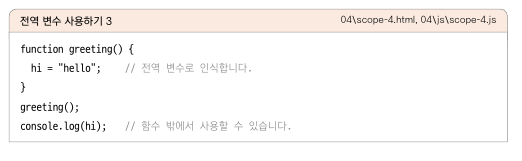 전역 변수 사용하기 3
04\scope-4.html, 04\js\scope-4.js
function greeting() {
  hi = "hello";    // 전역 변수로 인식합니다.
}
greeting();
console.log(hi);   // 함수 밖에서 사용할 수 있습니다.